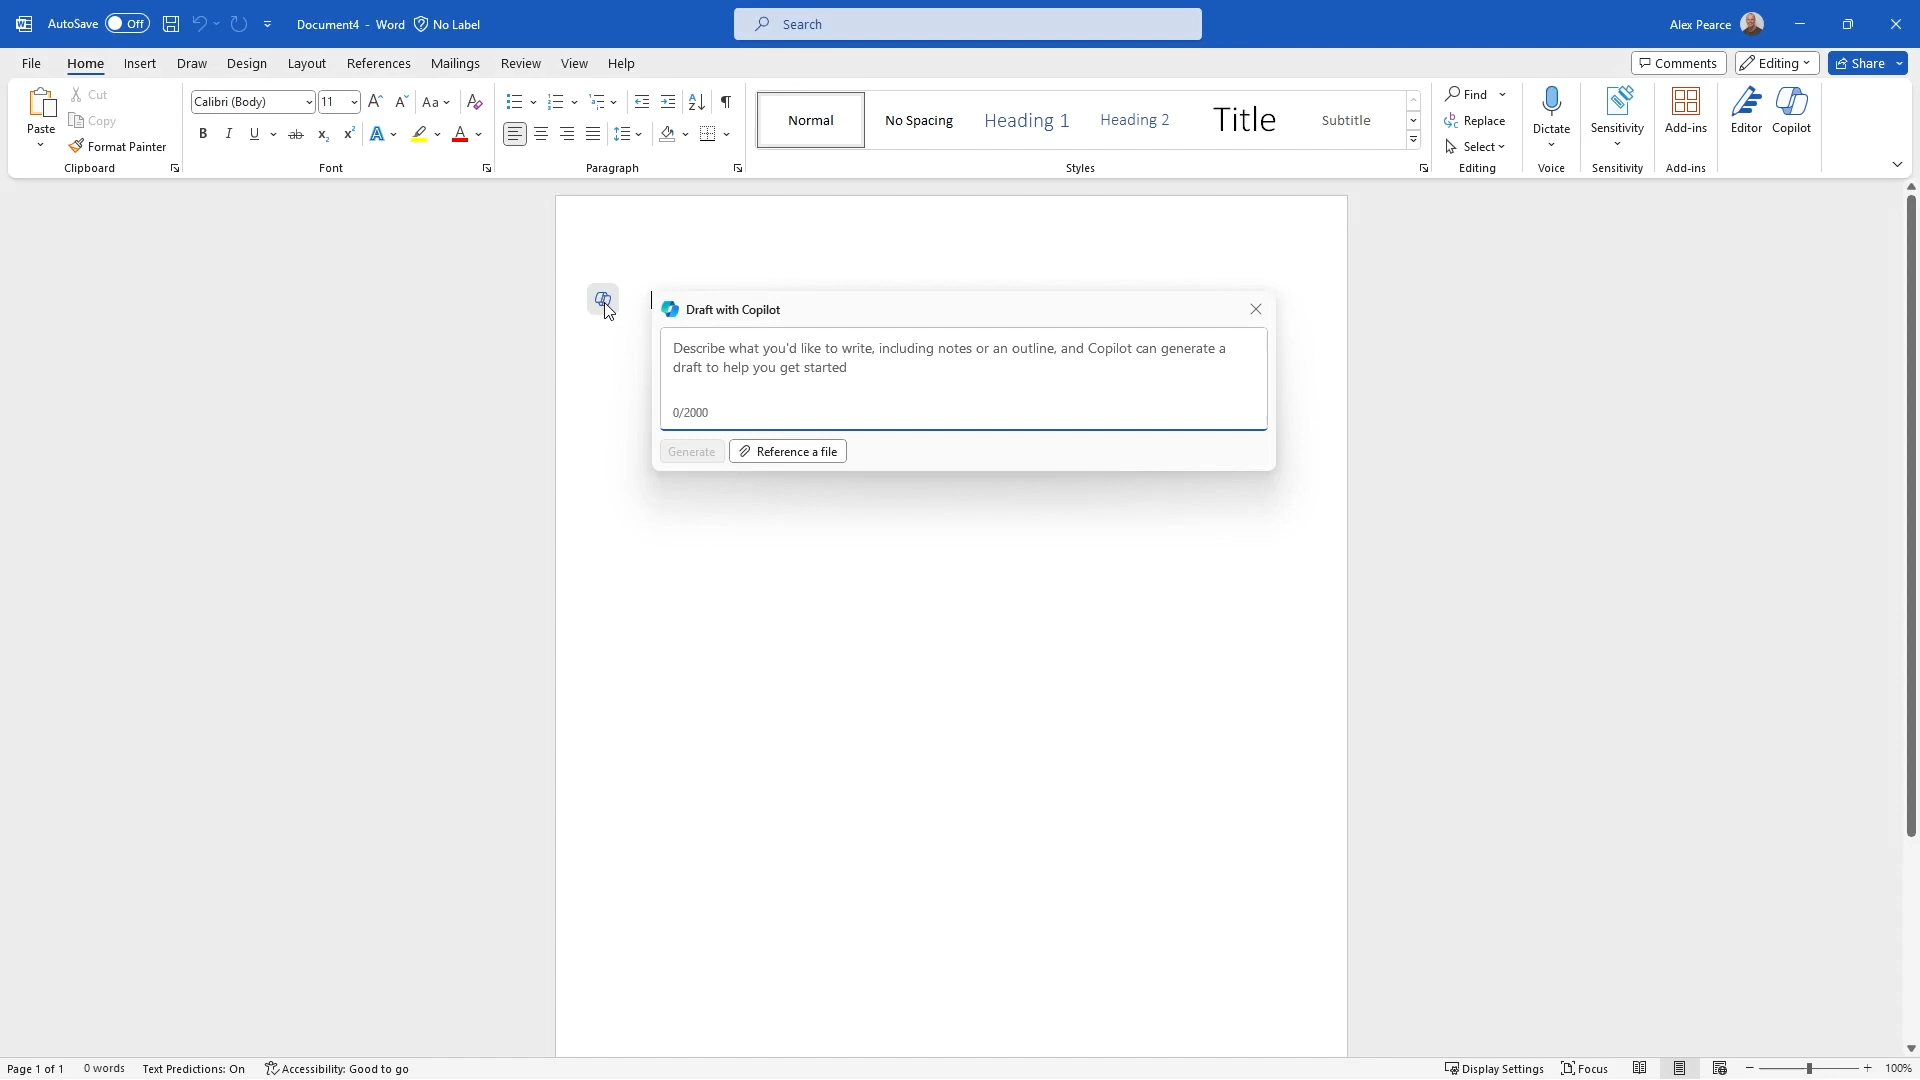 AutoSave Off Document4 - Word No Label Search Alex Pearce
File Home Insert Draw Design Layout References Mailings Review View Help Comments Editing Share
Paste Cut Copy Format Painter Clipboard
Calibri (Body) 11 Aa Font
Paragraph
Normal No Spacing Heading 1 Heading 2 Title Subtitle Styles
Find Replace Select Editing
Dictate Voice
Sensitivity Sensitivity
Add-ins Add-ins
Editor Copilot
Draft with Copilot
Describe what you'd like to write, including notes or an outline, and Copilot can generate a
draft to help you get started
0/2000
Generate Reference a file
Page 1 of 1 0 words Text Predictions: On Accessibility: Good to go Display Settings Focus 100%